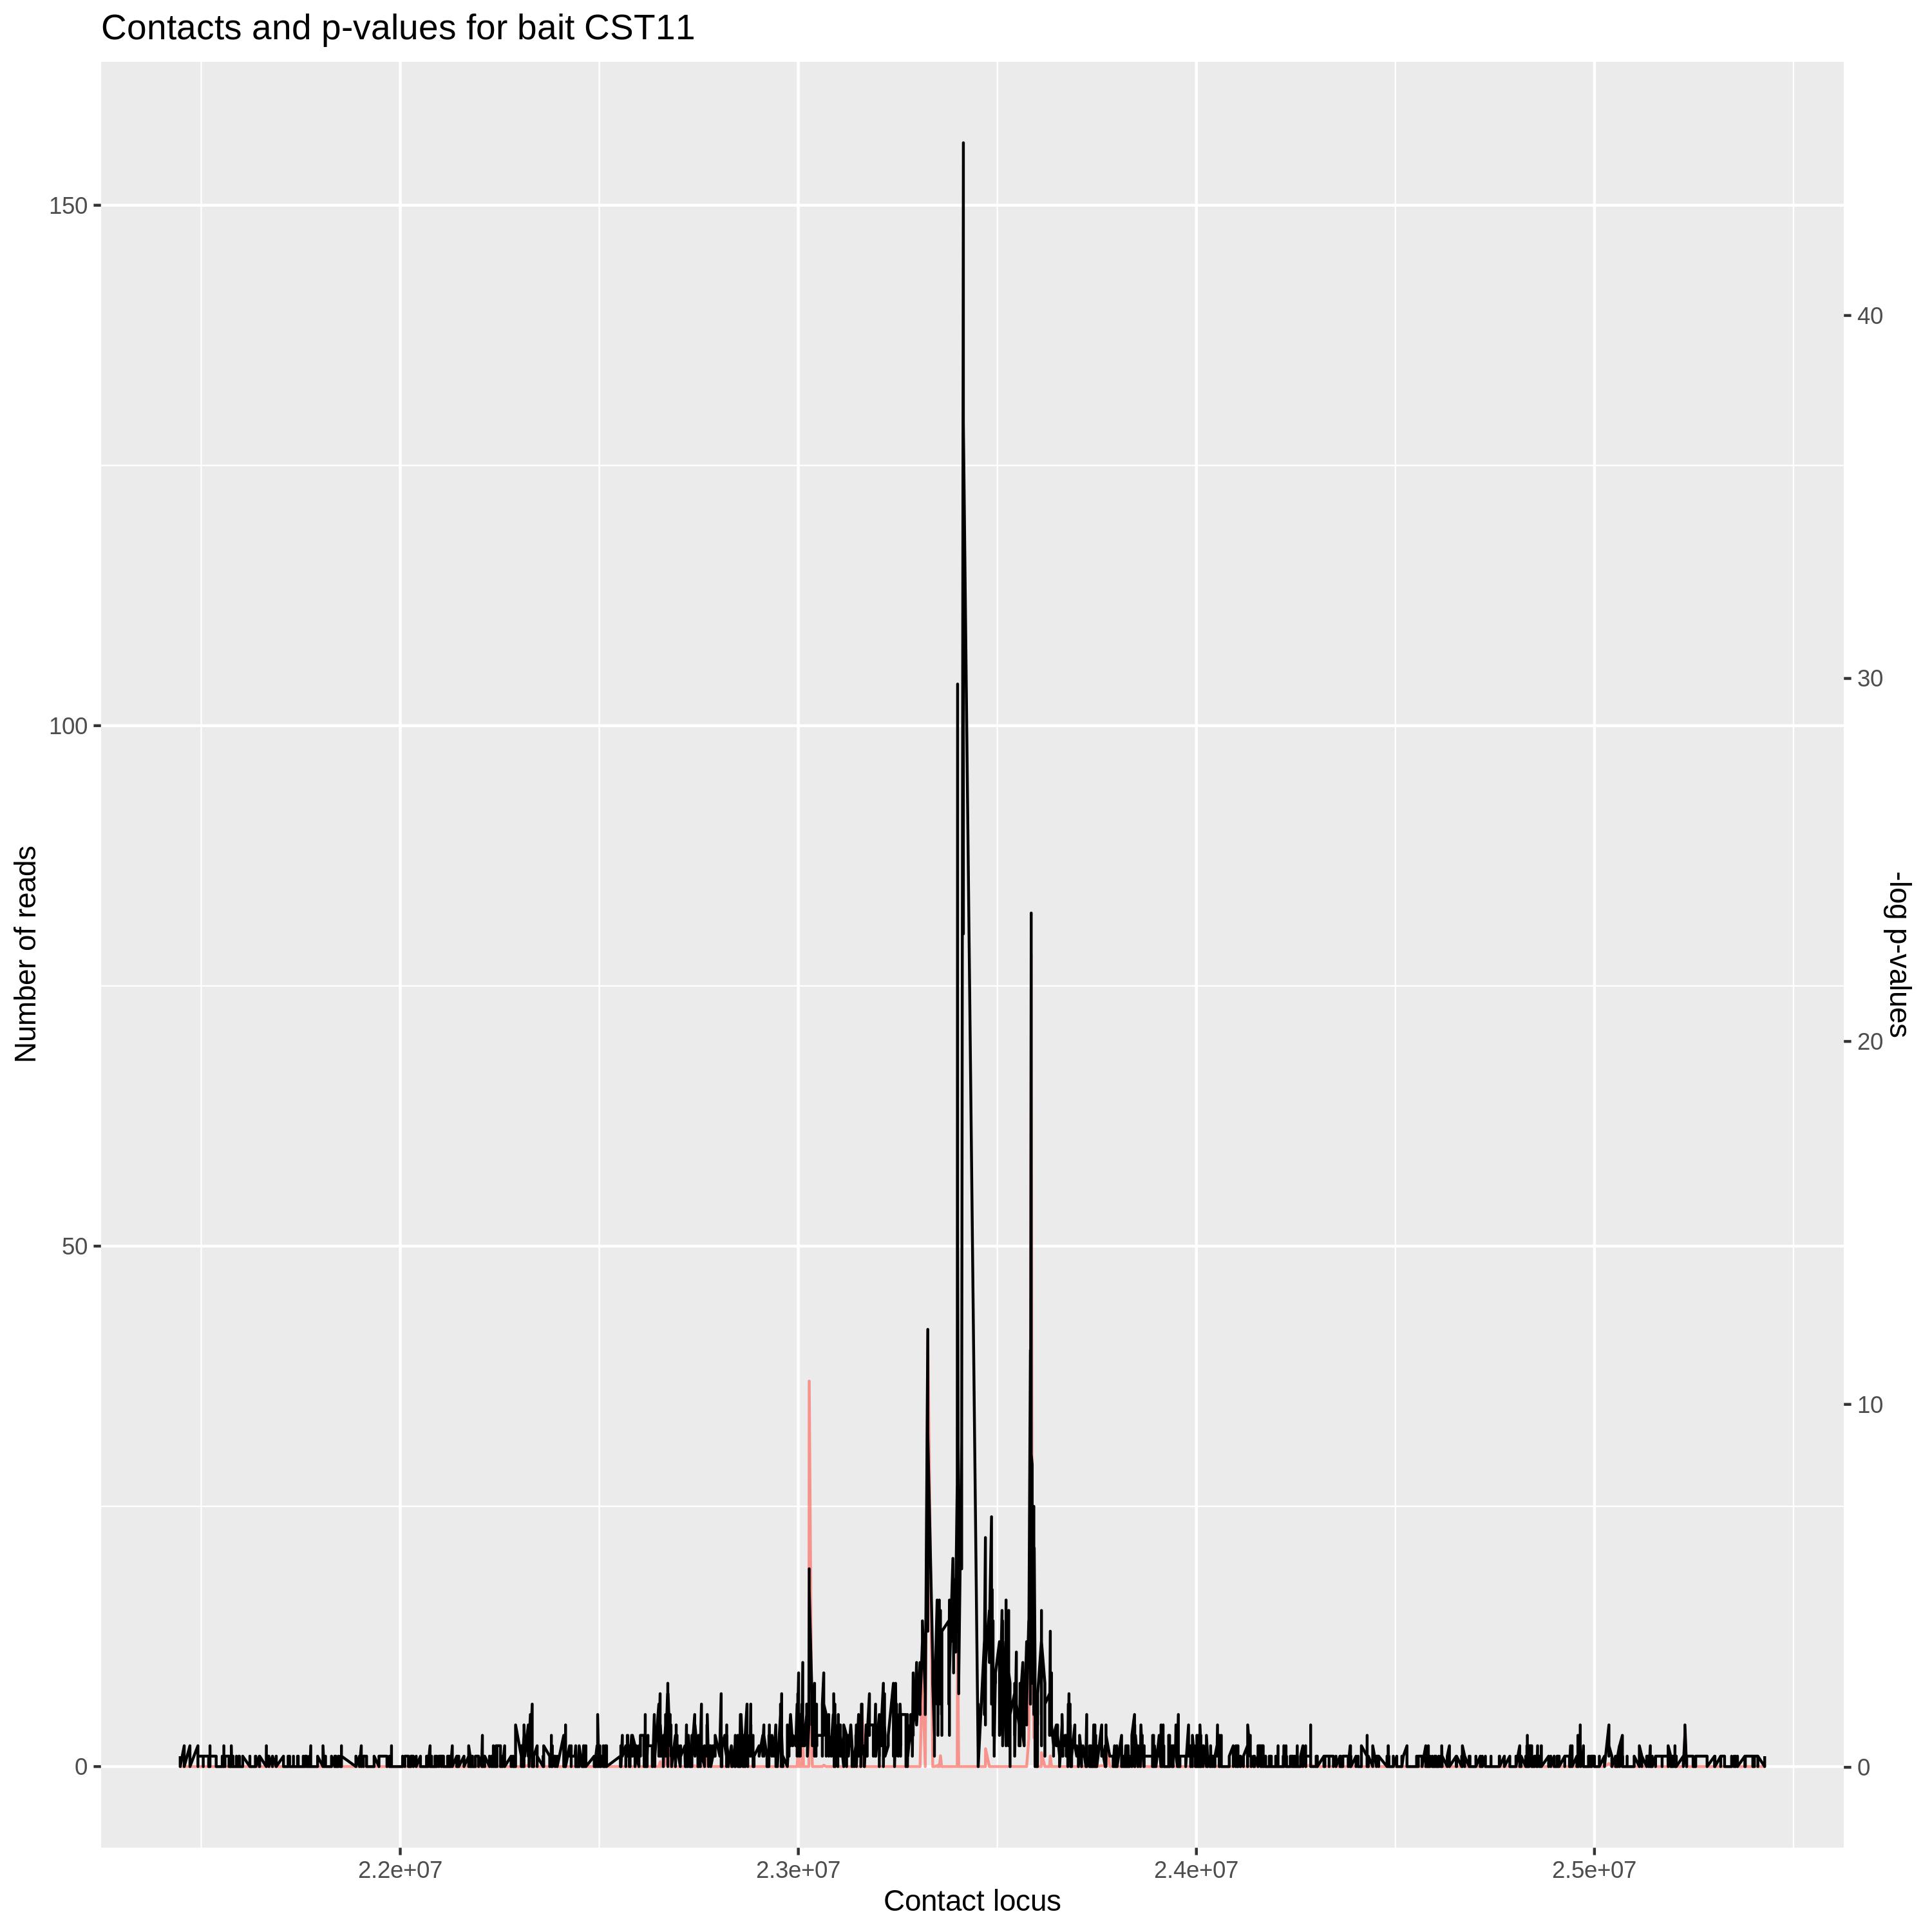 Contacts and p-values for bait CST11
150
100
50
0
40
30
20
10
0
Number of reads
-log p-values
2.2e+07
2.3e+07
2.4e+07
2.5e+07
Contact locus